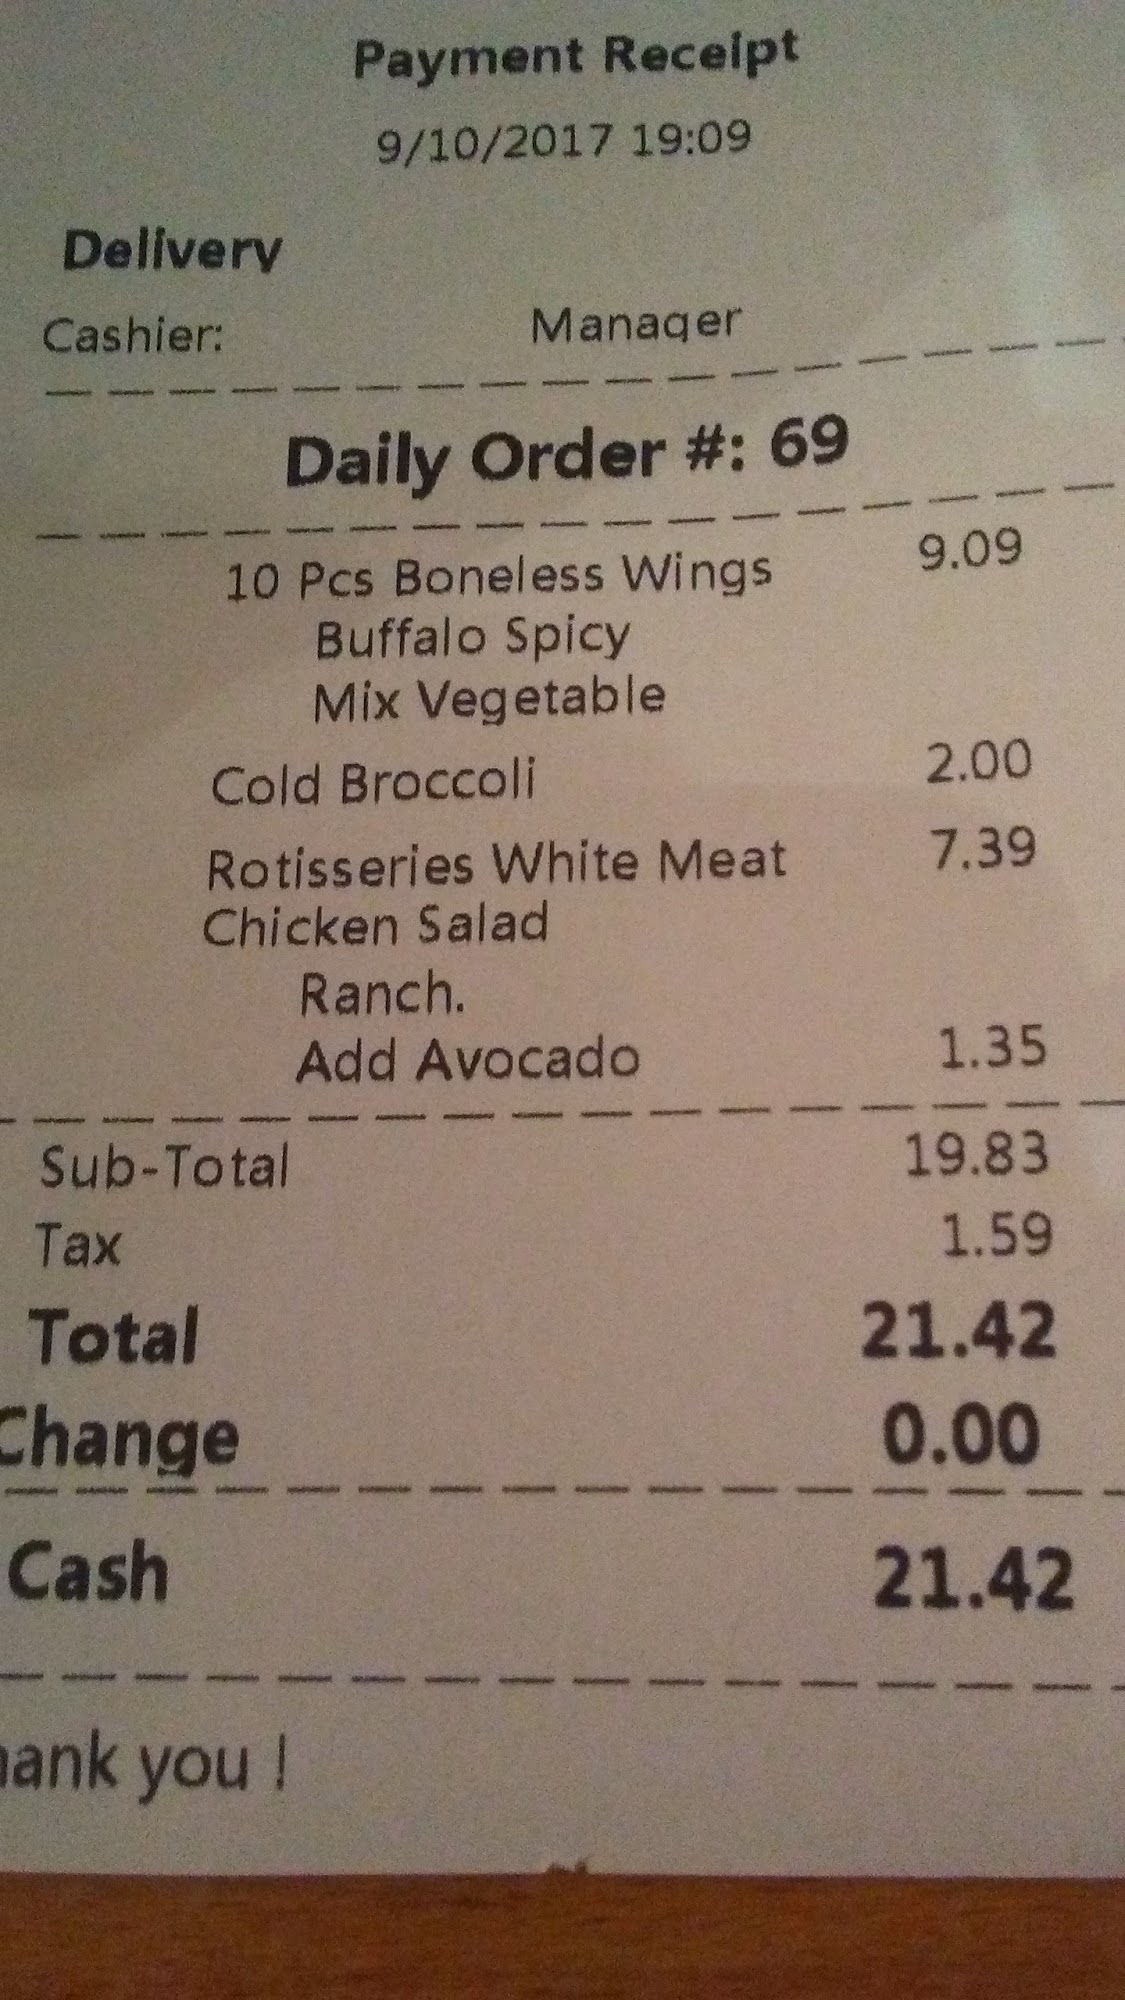 Payment Receipt
9/10/2017 19:09
Delivery
Cashier: Manager
Daily Order #: 69
10 Pcs Boneless Wings 9.09
Buffalo Spicy
Mix Vegetable
Cold Broccoli 2.00
Rotisseries White Meat 7.39
Chicken Salad
Ranch.
Add Avocado 1.35
Sub-Total 19.83
Tax 1.59
Total 21.42
Change 0.00
Cash 21.42
hank you !